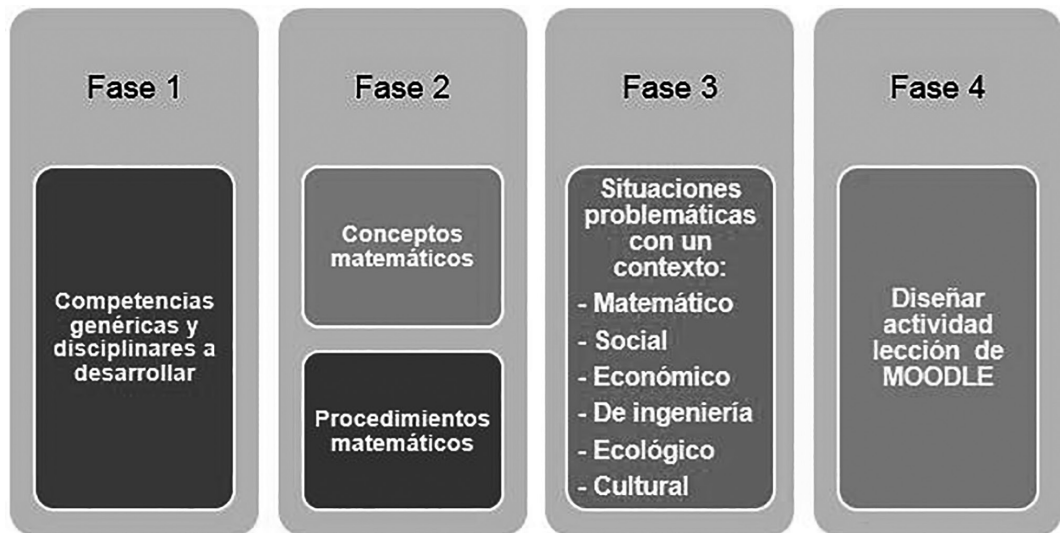 Fase 1
Competencias
genéricas y
disciplinares a
desarrollar
Fase 2
Conceptos
matemáticos
Procedimientos
matemáticos
Fase 3
Situaciones
problemáticas
con un
contexto:
- Matemático
- Social
- Económico
- De ingeniería
- Ecológico
- Cultural
Fase 4
Diseñar
actividad
lección de
MOODLE